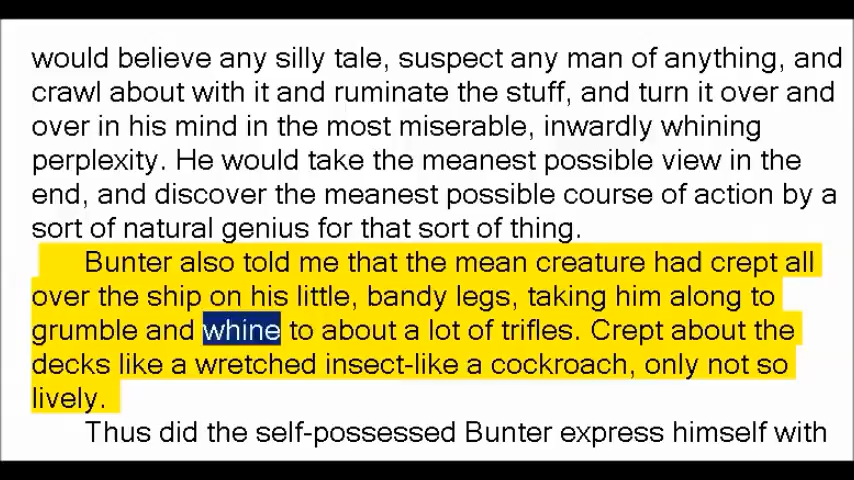 would believe any silly tale, suspect any man of anything, and
crawl about with it and ruminate the stuff, and turn it over and
over in his mind in the most miserable, inwardly whining
perplexity. He would take the meanest possible view in the
end, and discover the meanest possible course of action by a
sort of natural genius for that sort of thing.
Bunter also told me that the mean creature had crept all
over the ship on his little, bandy legs, taking him along to
grumble and whine to about a lot of trifles. Crept about the
decks like a wretched insect-like a cockroach, only not so
lively.
Thus did the self-possessed Bunter express himself with